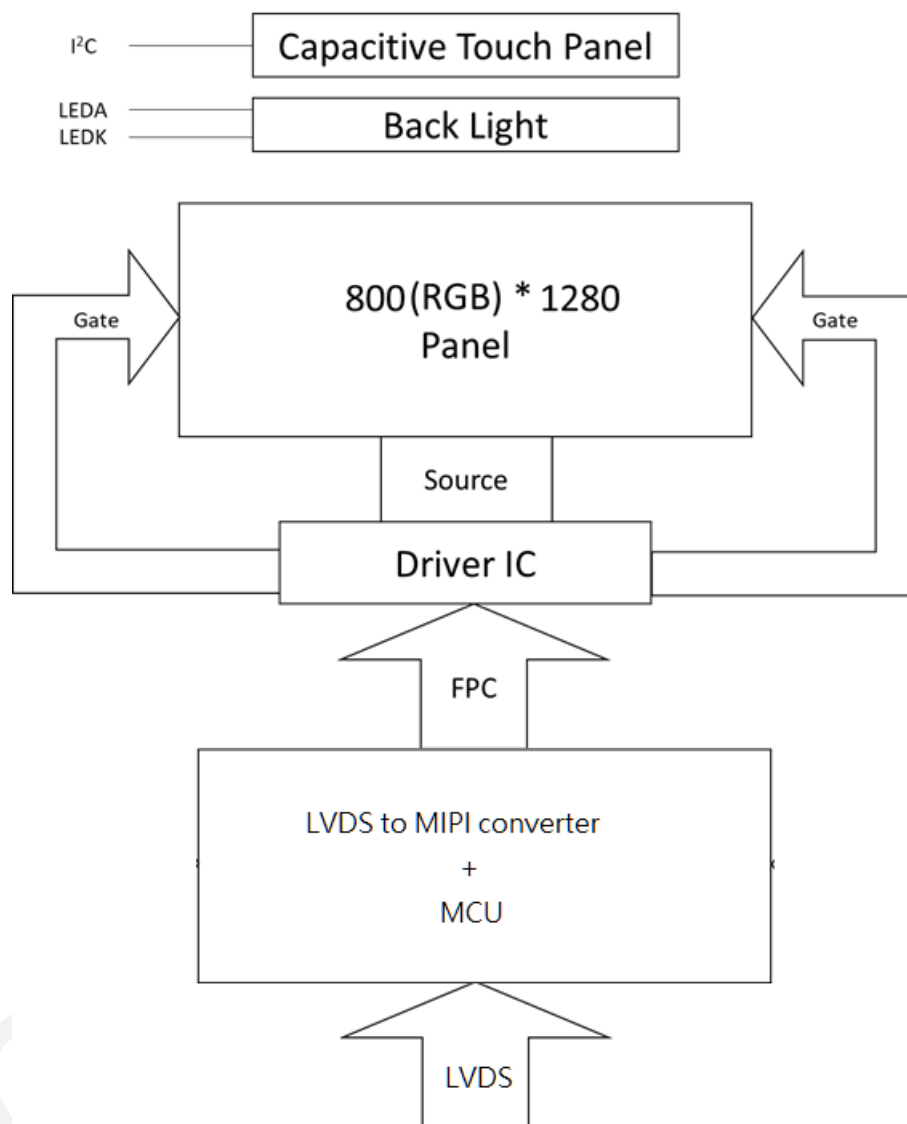 I²C
Capacitive Touch Panel
LEDA
LEDK
Back Light
800(RGB) * 1280
Panel
Gate
Gate
Source
Driver IC
FPC
LVDS to MIPI converter
+
MCU
LVDS